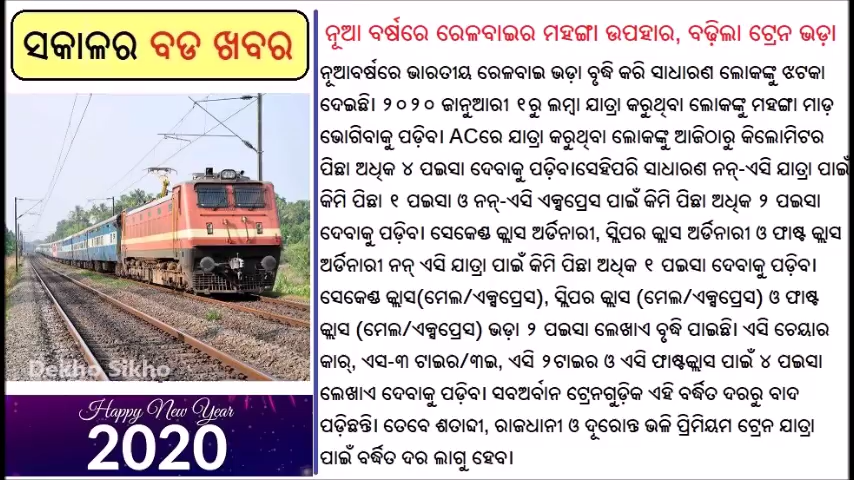 ସକାଳର ବଡ ଖବର
ନୂଆ ବର୍ଷରେ ରେଳବାଇର ମହଙ୍ଗା ଉପହାର, ବଢ଼ିଲା ଟ୍ରେନ ଭଡ଼ା
ନୂଆବର୍ଷରେ ଭାରତୀୟ ରେଳବାଇ ଭଡ଼ା ବୃଦ୍ଧି କରି ସାଧାରଣ ଲୋକଙ୍କୁ ଝଟକା
ଦେଇଛି। ୨୦୨୦ ଜାନୁଆରୀ ୧ରୁ ଲମ୍ବା ଯାତ୍ରା କରୁଥିବା ଲୋକଙ୍କୁ ମହଙ୍ଗା ମାଡ଼
ଭୋଗିବାକୁ ପଡ଼ିବ। ACରେ ଯାତ୍ରା କରୁଥିବା ଲୋକଙ୍କୁ ଆଜିଠାରୁ କିଲୋମିଟର
ପିଛା ଅଧିକ ୪ ପଇସା ଦେବାକୁ ପଡ଼ିବ।ସେହିପରି ସାଧାରଣ ନନ୍-ଏସି ଯାତ୍ରା ପାଇଁ
କିମି ପିଛା ୧ ପଇସା ଓ ନନ୍-ଏସି ଏକ୍ସପ୍ରେସ ପାଇଁ କିମି ପିଛା ଅଧିକ ୨ ପଇସା
ଦେବାକୁ ପଡ଼ିବ। ସେକେଣ୍ଡ କ୍ଲାସ ଅର୍ଡିନାରୀ, ସ୍ଲିପର କ୍ଲାସ ଅର୍ଡିନାରୀ ଓ ଫାଷ୍ଟ କ୍ଲାସ
ଅର୍ଡିନାରୀ ନନ୍ ଏସି ଯାତ୍ରା ପାଇଁ କିମି ପିଛା ଅଧିକ ୧ ପଇସା ଦେବାକୁ ପଡ଼ିବ।
ସେକେଣ୍ଡ କ୍ଲାସ(ମେଲ/ଏକ୍ସପ୍ରେସ), ସ୍ଲିପର କ୍ଲାସ (ମେଲ/ଏକ୍ସପ୍ରେସ) ଓ ଫାଷ୍ଟ
କ୍ଲାସ (ମେଲ/ଏକ୍ସପ୍ରେସ) ଭଡ଼ା ୨ ପଇସା ଲେଖାଏ ବୃଦ୍ଧି ପାଇଛି। ଏସି ଚେୟାର
କାର୍, ଏସ-୩ ଟାଇର/୩ଇ, ଏସି ୨ଟାଇର ଓ ଏସି ଫାଷ୍ଟକ୍ଲାସ ପାଇଁ ୪ ପଇସା
ଲେଖାଏ ଦେବାକୁ ପଡ଼ିବ। ସବଅର୍ବାନ ଟ୍ରେନଗୁଡ଼ିକ ଏହି ବର୍ଦ୍ଧିତ ଦରରୁ ବାଦ
ପଡ଼ିଛନ୍ତି। ତେବେ ଶତାବ୍ଦୀ, ରାଜଧାନୀ ଓ ଦୂରୋନ୍ତ ଭଳି ପ୍ରିମିୟମ ଟ୍ରେନ ଯାତ୍ରା
ପାଇଁ ବର୍ଦ୍ଧିତ ଦର ଲାଗୁ ହେବ।
Dekho Sikho
Happy New Year
2020